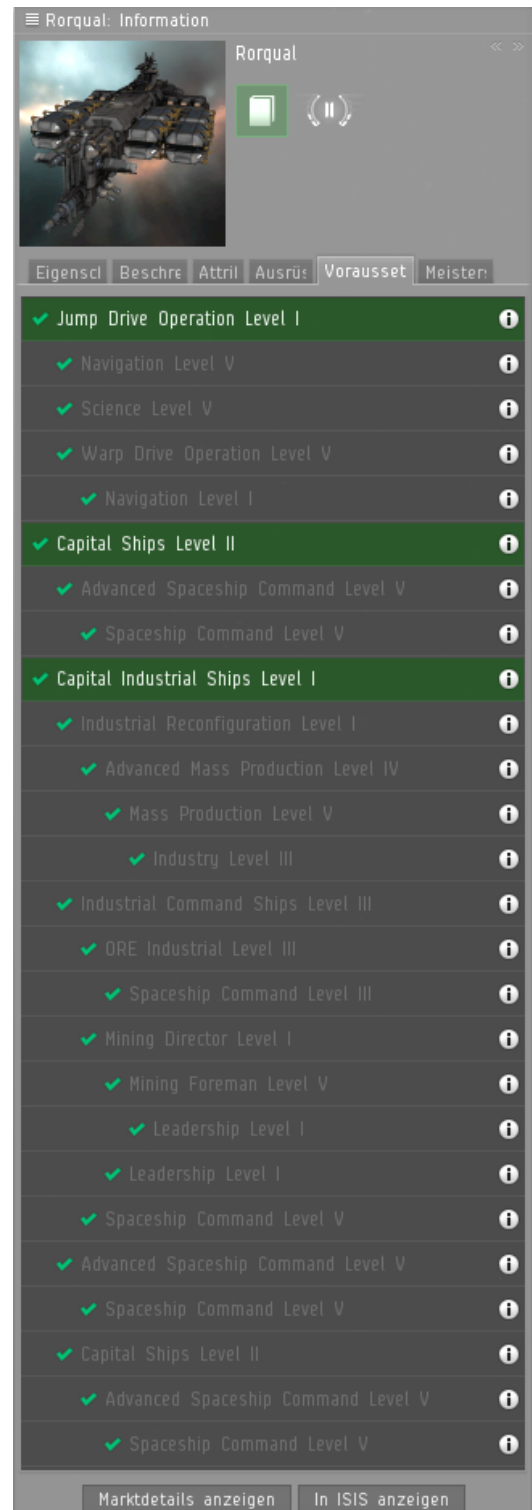 Rorqual: Information
Rorqual
Eigenscl Beschre Attril Ausrüs Voraussset Meisters
Jump Drive Operation Level I
Navigation Level V
Science Level V
Warp Drive Operation Level V
Navigation Level I
Capital Ships Level II
Advanced Spaceship Command Level V
Spaceship Command Level V
Capital Industrial Ships Level I
Industrial Reconfiguration Level I
Advanced Mass Production Level IV
Mass Production Level V
Industry Level III
Industrial Command Ships Level III
ORE Industrial Level III
Spaceship Command Level III
Mining Director Level I
Mining Foreman Level V
Leadership Level I
Leadership Level I
Spaceship Command Level V
Advanced Spaceship Command Level V
Spaceship Command Level V
Capital Ships Level II
Advanced Spaceship Command Level V
Spaceship Command Level V
Marktdetails anzeigen In ISIS anzeigen